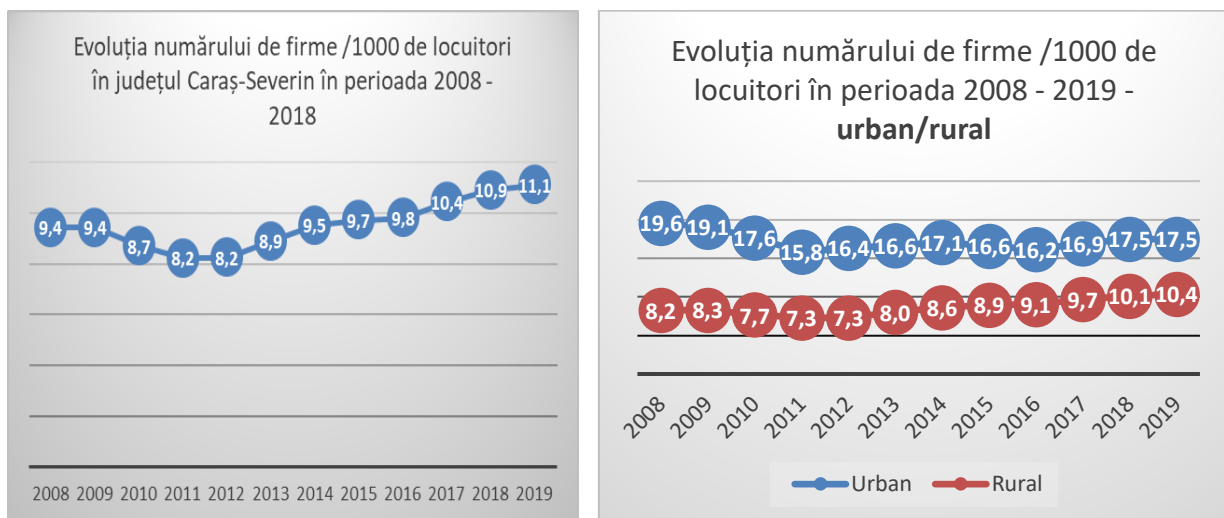 Evoluția numărului de firme /1000 de locuitori
în județul Caraș-Severin în perioada 2008 -
2018
9,4 9,4 8,7 8,2 8,2 8,9 9,5 9,7 9,8 10,4 10,9 11,1
2008 2009 2010 2011 2012 2013 2014 2015 2016 2017 2018 2019
Evoluția numărului de firme /1000 de
locuitori în perioada 2008 - 2019 -
urban/rural
19,6 19,1 17,6 15,8 16,4 16,6 17,1 16,6 16,2 16,9 17,5 17,5
8,2 8,3 7,7 7,3 7,3 8,0 8,6 8,9 9,1 9,7 10,1 10,4
2008 2009 2010 2011 2012 2013 2014 2015 2016 2017 2018 2019
Urban Rural